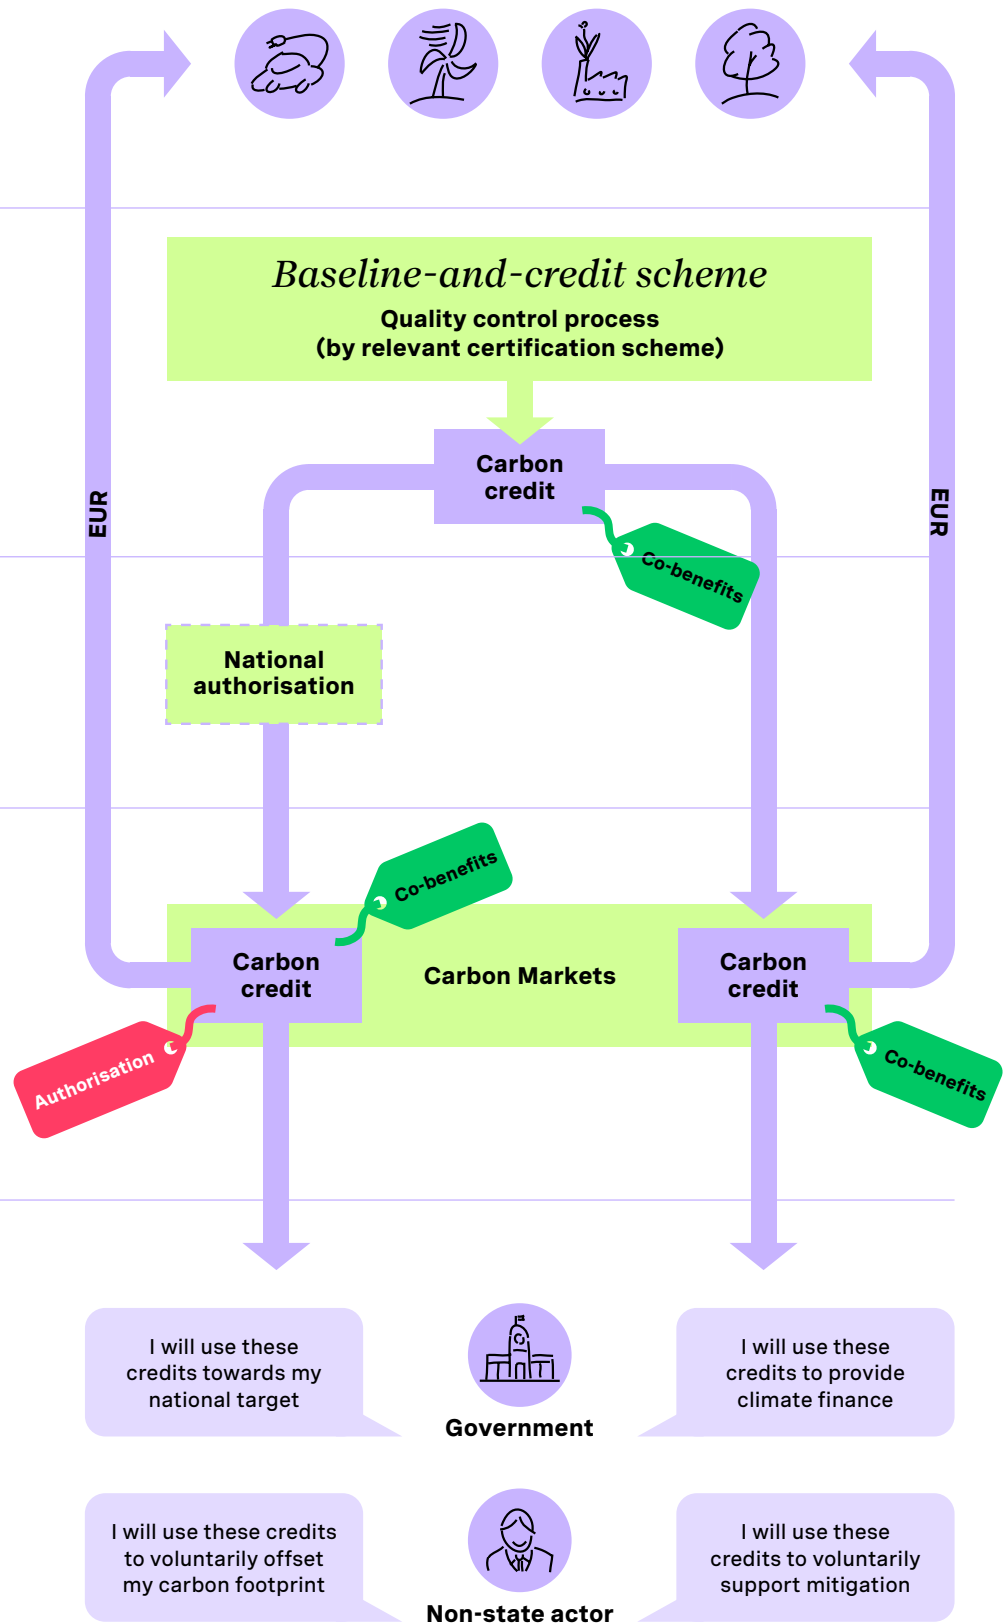 Baseline-and-credit scheme
Quality control process
(by relevant certification scheme)
Carbon
credit
EUR
EUR
Co-benefits
National
authorisation
Co-benefits
Carbon
credit
Carbon Markets
Carbon
credit
Authorisation
Co-benefits
I will use these
credits towards my
national target
Government
I will use these
credits to provide
climate finance
I will use these credits
to voluntarily offset
my carbon footprint
Non-state actor
I will use these
credits to voluntarily
support mitigation